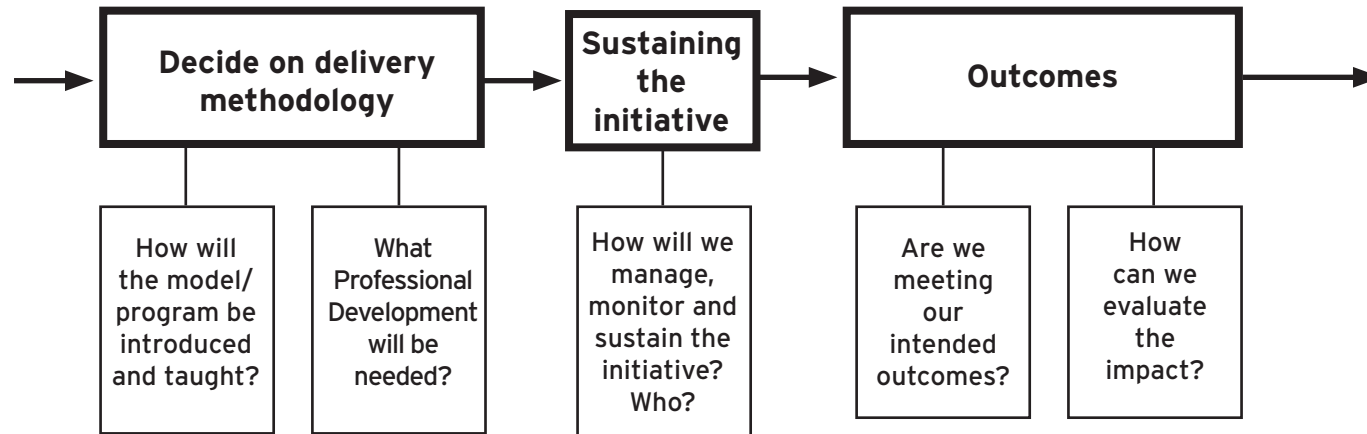 Decide on delivery
methodology
Sustaining
the
initiative
Outcomes
How will
the model/
program be
introduced
and taught?
What
Professional
Development
will be
needed?
How will we
manage,
monitor and
sustain the
initiative?
Who?
Are we
meeting
our
intended
outcomes?
How
can we
evaluate
the
impact?